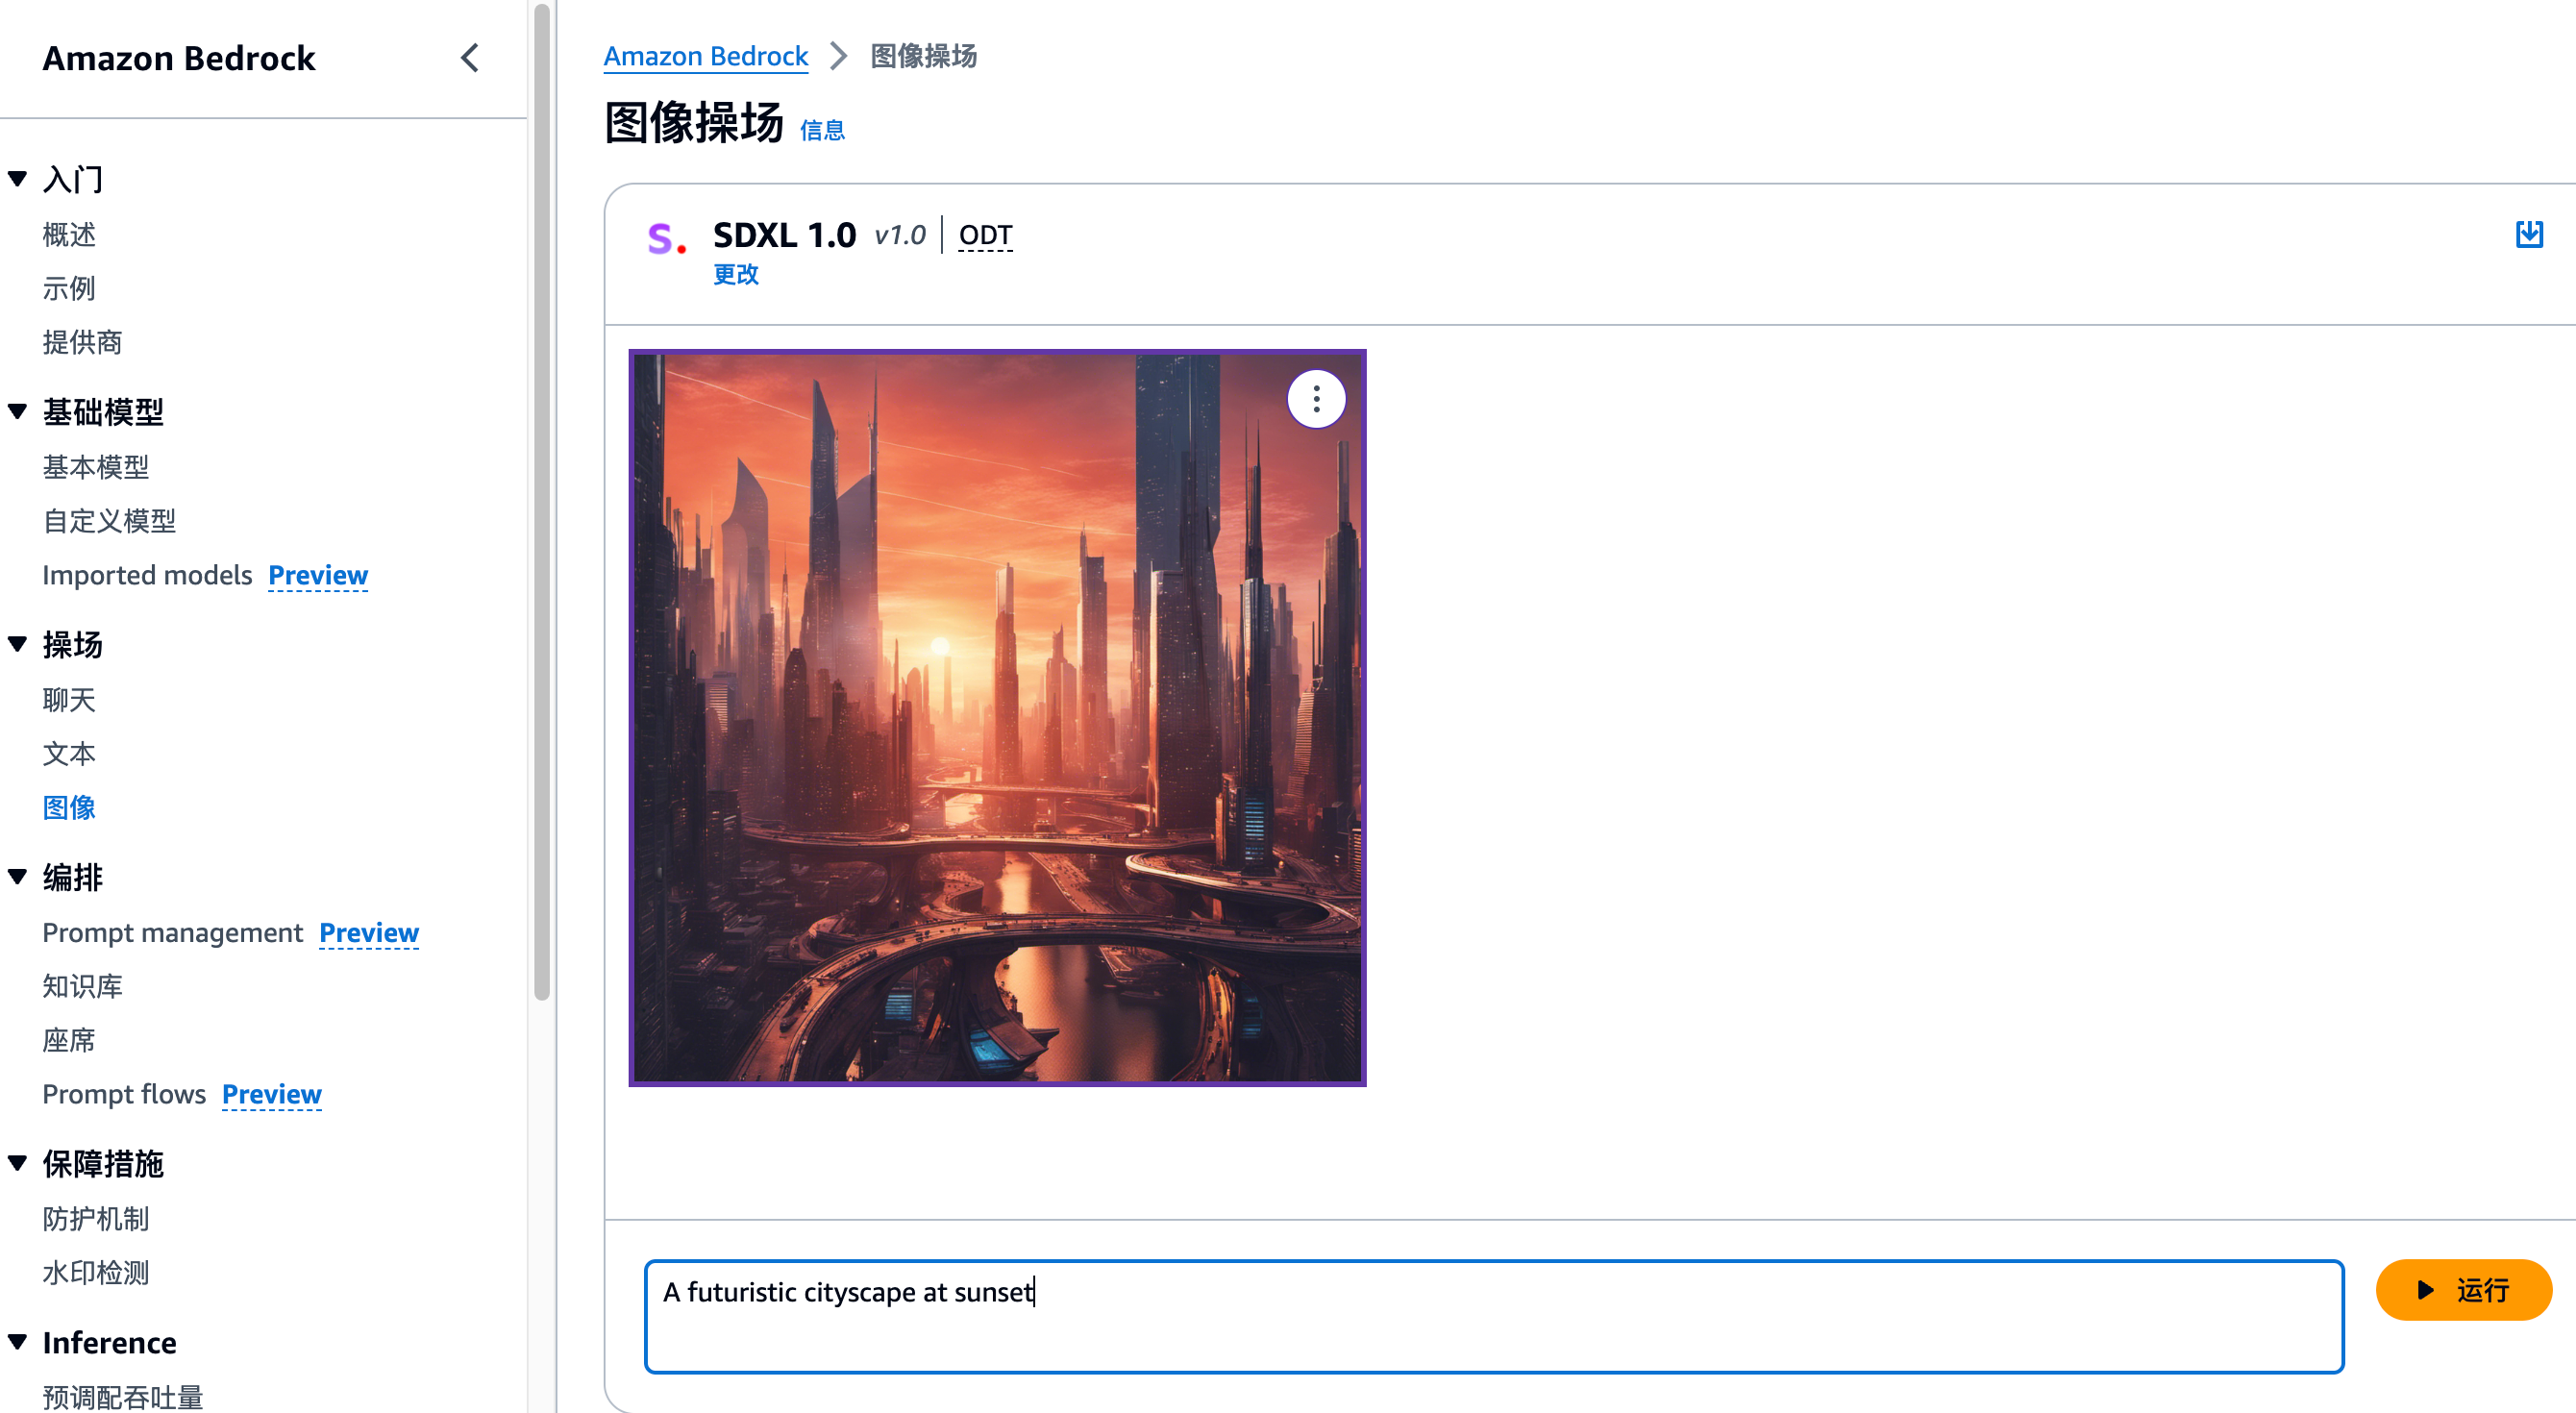 Amazon Bedrock
入门
概述
示例
提供商
基础模型
基本模型
自定义模型
Imported models Preview
操场
聊天
文本
图像
编排
Prompt management Preview
知识库
座席
Prompt flows Preview
保障措施
防护机制
水印检测
Inference
预调配吞吐量
Amazon Bedrock > 图像操场
图像操场 信息
S. SDXL 1.0 v1.0 | ODT
更改
A futuristic cityscape at sunset
运行